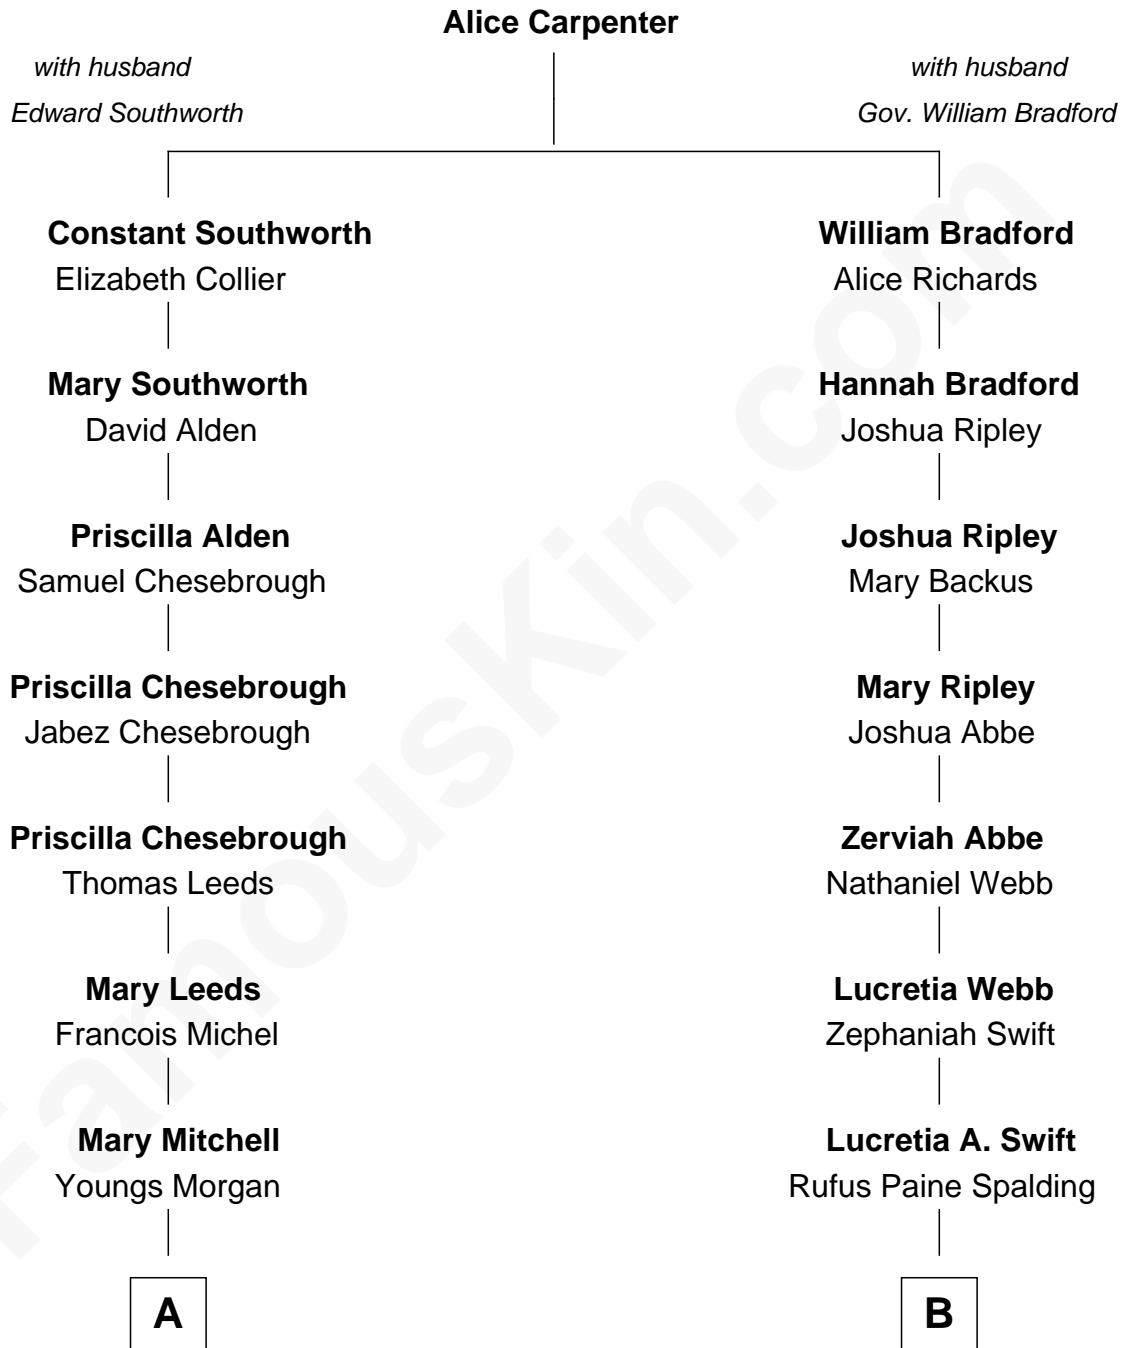 Alice Carpenter
with husband
Edward Southworth
with husband
Gov. William Bradford
Constant Southworth
Elizabeth Collier
William Bradford
Alice Richards
Mary Southworth
David Alden
Hannah Bradford
Joshua Ripley
Priscilla Alden
Samuel Chesebrough
Joshua Ripley
Mary Backus
Priscilla Chesebrough
Jabez Chesebrough
Mary Ripley
Joshua Abbe
Priscilla Chesebrough
Thomas Leeds
Zerviah Abbe
Nathaniel Webb
Mary Leeds
Francois Michel
Lucretia Webb
Zephaniah Swift
Mary Mitchell
Youngs Morgan
Lucretia A. Swift
Rufus Paine Spalding
A
B
FamousKin.com